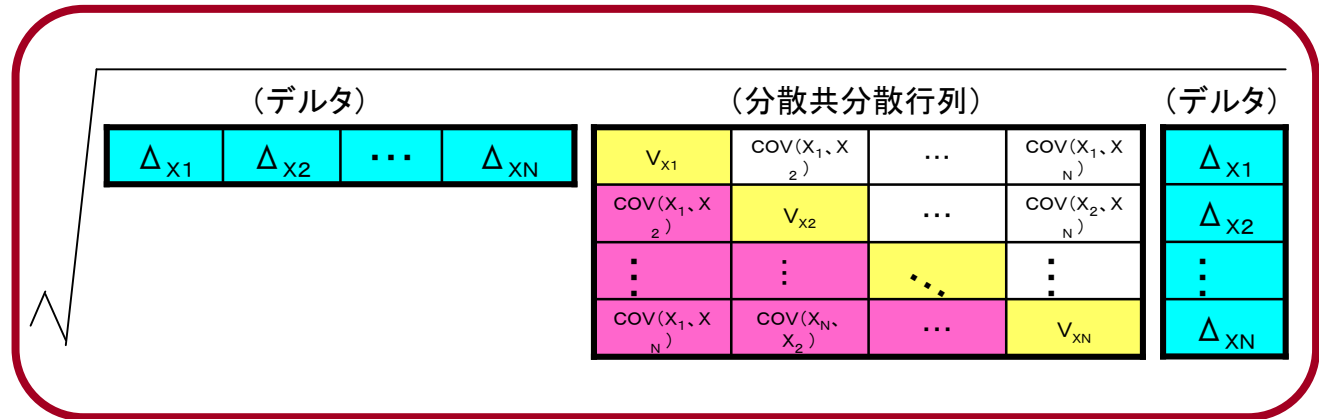 (デルタ) (分散共分散行列) (デルタ)
ΔX1 ΔX2 ・・・ ΔXN
VX1 COV(X1、X2) ・・・ COV(X1、XN)
ΔX1
COV(X1、X2) VX2 ・・・ COV(X2、XN)
ΔX2
⋮ ⋮ ⋱ ⋮
⋮
COV(X1、XN) COV(XN、X2) ・・・ VXN
ΔXN